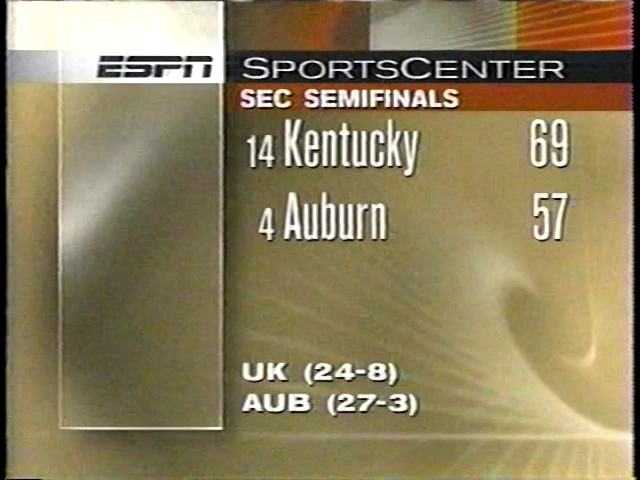 ESPN SPORTSCENTER
SEC SEMIFINALS
14 Kentucky 69
4 Auburn 57
UK (24-8)
AUB (27-3)